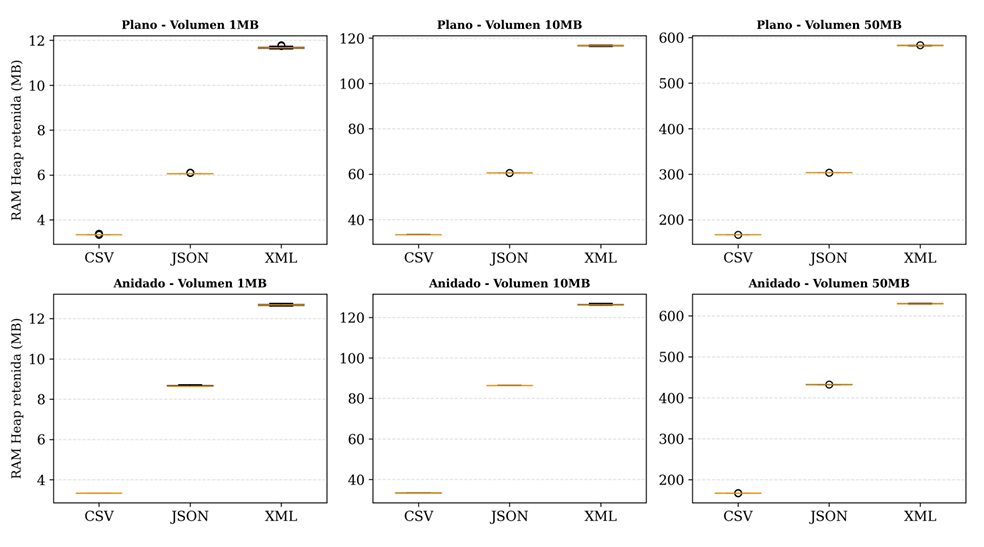 Plano - Volumen 1MB
Plano - Volumen 10MB
Plano - Volumen 50MB
RAM Heap retenida (MB)
12
10
8
6
4
CSV JSON XML
120
100
80
60
40
CSV JSON XML
600
500
400
300
200
CSV JSON XML
Anidado - Volumen 1MB
Anidado - Volumen 10MB
Anidado - Volumen 50MB
RAM Heap retenida (MB)
12
10
8
6
4
CSV JSON XML
120
100
80
60
40
CSV JSON XML
600
500
400
300
200
CSV JSON XML